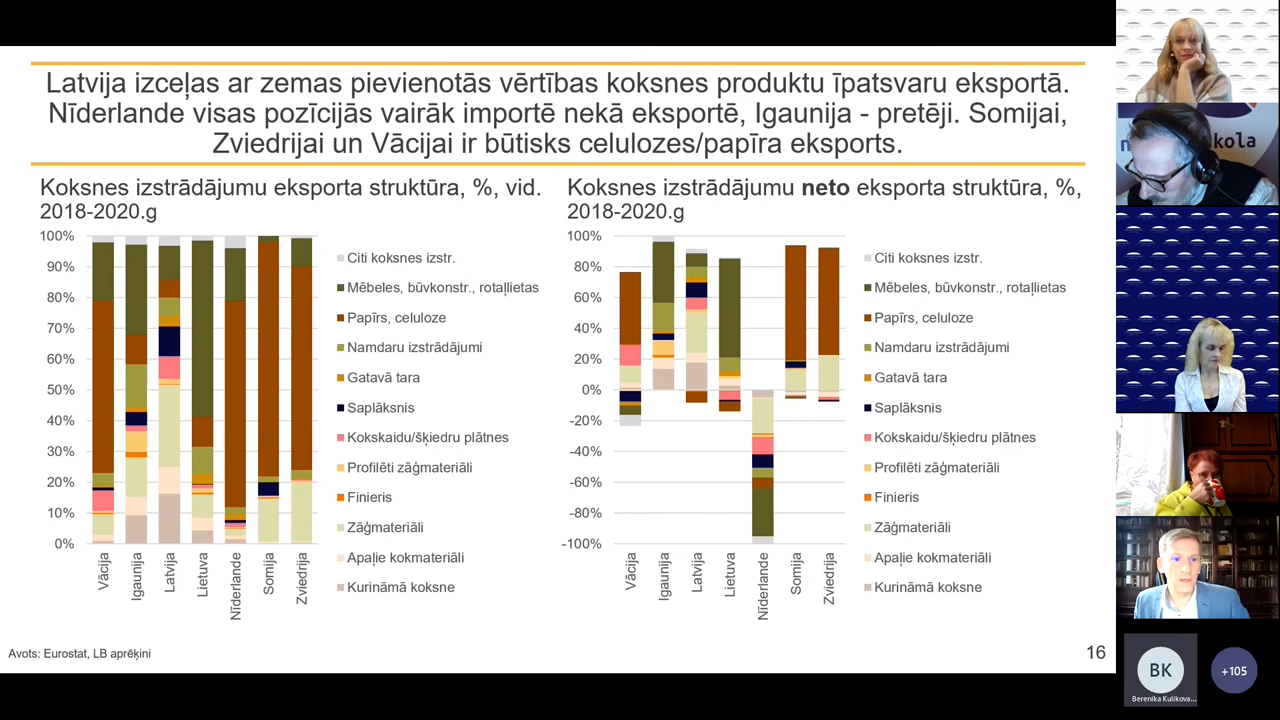 Latvija izceļas ar zemas pievienotās vērtības koksnes produktu īpatsvaru eksportā.
Nīderlande visas pozīcijās vairāk importē nekā eksportē, Igaunija - pretēji. Somijai,
Zviedrijai un Vācijai ir būtisks celulozes/papīra eksports.
Koksnes izstrādājumu eksporta struktūra, %, vid.
2018-2020.g
100%
90%
80%
70%
60%
50%
40%
30%
20%
10%
0%
Vācija
Igaunija
Latvija
Lietuva
Nīderlande
Somija
Zviedrija
Citi koksnes izstr.
Mēbeles, būvkonstr., rotaļlietas
Papīrs, celuloze
Namdaru izstrādājumi
Gatavā tara
Saplāksnis
Kokskaidu/šķiedru plātnes
Profilēti zāģmateriāli
Finieris
Zāģmateriāli
Apaļie kokmateriāli
Kurināmā koksne
Koksnes izstrādājumu neto eksporta struktūra, %,
2018-2020.g
100%
80%
60%
40%
20%
0%
-20%
-40%
-60%
-80%
-100%
Vācija
Igaunija
Latvija
Lietuva
Nīderlande
Somija
Zviedrija
Citi koksnes izstr.
Mēbeles, būvkonstr., rotaļlietas
Papīrs, celuloze
Namdaru izstrādājumi
Gatavā tara
Saplāksnis
Kokskaidu/šķiedru plātnes
Profilēti zāģmateriāli
Finieris
Zāģmateriāli
Apaļie kokmateriāli
Kurināmā koksne
Avots: Eurostat, LB aprēķini
16
BK
Berenika Kulikova...
+105